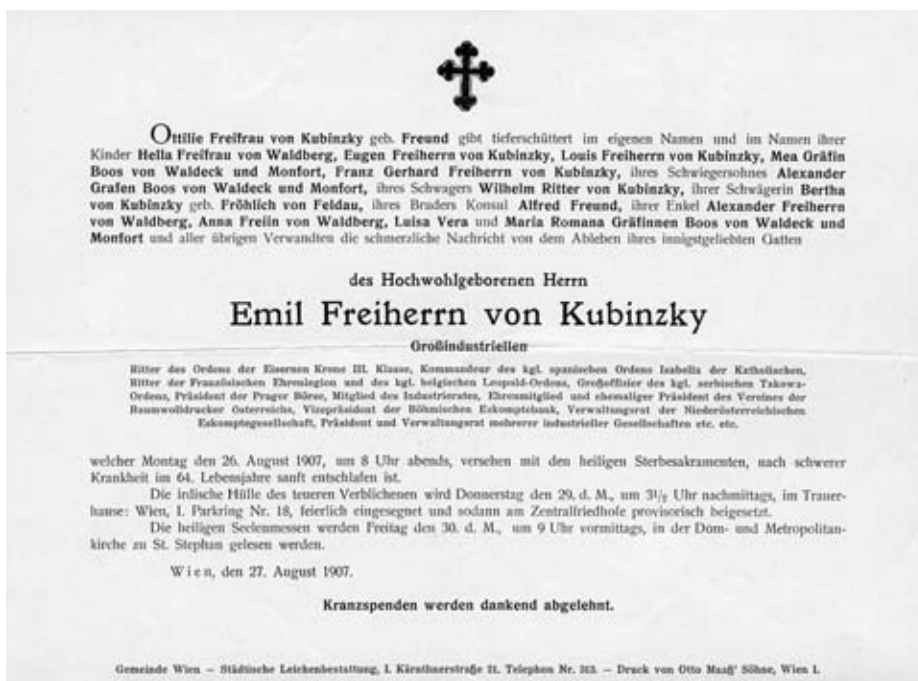 Ottilie Freifrau von Kubinzky geb. Freund gibt tieferschüttert im eigenen Namen und im Namen ihrer
Kinder Hella Freifrau von Waldberg, Eugen Freiherrn von Kubinzky, Louis Freiherrn von Kubinzky, Mea Gräfin
Boos von Waldeck und Monfort, Franz Gerhard Freiherrn von Kubinzky, ihres Schwiegersohnes Alexander
Grafen Boos von Waldeck und Monfort, ihres Schwagers Wilhelm Ritter von Kubinzky, ihrer Schwägerin Bertha
von Kubinzky geb. Fröhlich von Feldau, ihres Bruders Konsul Alfred Freund, ihrer Enkel Alexander Freiherrn
von Waldberg, Anna Freiin von Waldberg, Luisa Vera und Maria Romana Gräfinnen Boos von Waldeck und
Monfort und aller übrigen Verwandten die schmerzliche Nachricht von dem Ableben ihres innigstgeliebten Gatten
des Hochwohlgeborenen Herrn
Emil Freiherrn von Kubinzky
Großindustriellen
Ritter des Ordens der Eisernen Krone III. Klasse, Kommandeur des kgl. spanischen Ordens Isabella der Katholischen,
Ritter der Französischen Ehrenlegion und des kgl. belgischen Leopold-Ordens, Großoffizier des kgl. serbischen Takowa-
Ordens, Präsident der Prager Börse, Mitglied des Industrierates, Ehrenmitglied und ehemaliger Präsident des Vereines der
Baumwolldrucker Österreichs, Vizepräsident der Böhmischen Eskomptebank, Verwaltungsrat der Niederösterreichischen
Eskomptegesellschaft, Präsident und Verwaltungsrat mehrerer industrieller Gesellschaften etc. etc.
welcher Montag den 26. August 1907, um 8 Uhr abends, versehen mit den heiligen Sterbesakramenten, nach schwerer
Krankheit im 64. Lebensjahre sanft entschlafen ist.
Die irdische Hülle des teueren Verblichenen wird Donnerstag den 29. d. M., um 3½ Uhr nachmittags, im Trauer-
hause: Wien, I. Parkring Nr. 18, feierlich eingesegnet und sodann am Zentralfriedhofe provisorisch beigesetzt.
Die heiligen Seelenmessen werden Freitag den 30. d. M., um 9 Uhr vormittags, in der Dom- und Metropolitan-
kirche zu St. Stephan gelesen werden.
Wien, den 27. August 1907.
Kranzspenden werden dankend abgelehnt.
Gemeinde Wien – Städtische Leichenbestattung, I. Kärsthnerstraße 21. Telephon Nr. 363. – Druck von Otto Maaß' Söhne, Wien I.